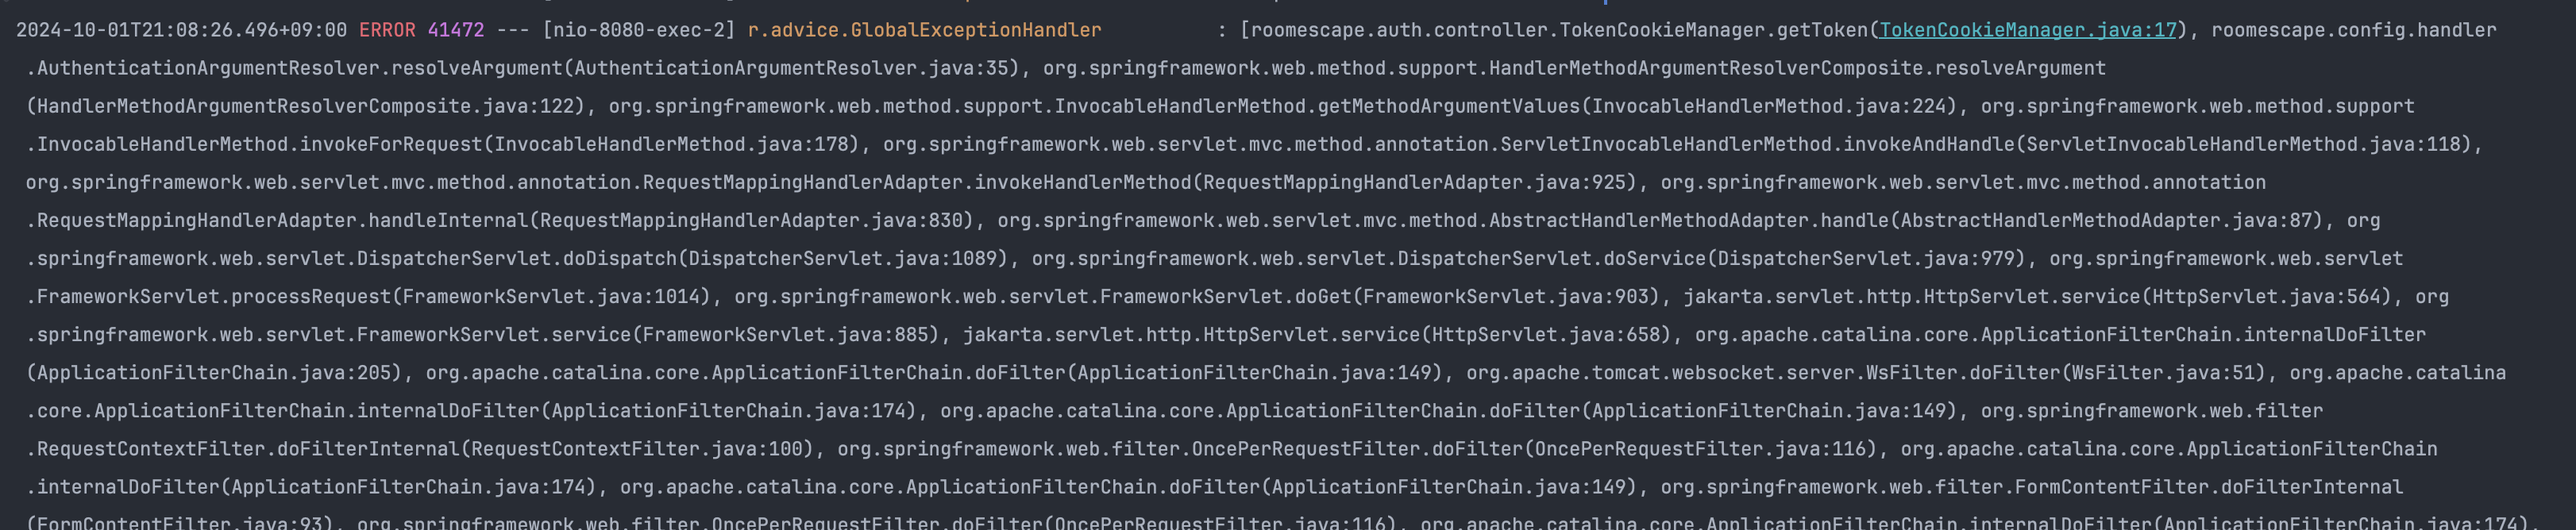 2024-10-01T21:08:26.496+09:00 ERROR 41472 --- [nio-8080-exec-2] r.advice.GlobalExceptionHandler : [roomescape.auth.controller.TokenCookieManager.getToken(TokenCookieManager.java:17), roomescape.config.handler
.AuthenticationArgumentResolver.resolveArgument(AuthenticationArgumentResolver.java:35), org.springframework.web.method.support.HandlerMethodArgumentResolverComposite.resolveArgument
(HandlerMethodArgumentResolverComposite.java:122), org.springframework.web.method.support.InvocableHandlerMethod.getMethodArgumentValues(InvocableHandlerMethod.java:224), org.springframework.web.method.support
.InvocableHandlerMethod.invokeForRequest(InvocableHandlerMethod.java:178), org.springframework.web.servlet.mvc.method.annotation.ServletInvocableHandlerMethod.invokeAndHandle(ServletInvocableHandlerMethod.java:118),
org.springframework.web.servlet.mvc.method.annotation.RequestMappingHandlerAdapter.invokeHandlerMethod(RequestMappingHandlerAdapter.java:925), org.springframework.web.servlet.mvc.method.annotation
.RequestMappingHandlerAdapter.handleInternal(RequestMappingHandlerAdapter.java:830), org.springframework.web.servlet.mvc.method.AbstractHandlerMethodAdapter.handle(AbstractHandlerMethodAdapter.java:87), org
.springframework.web.servlet.DispatcherServlet.doDispatch(DispatcherServlet.java:1089), org.springframework.web.servlet.DispatcherServlet.doService(DispatcherServlet.java:979), org.springframework.web.servlet
.FrameworkServlet.processRequest(FrameworkServlet.java:1014), org.springframework.web.servlet.FrameworkServlet.doGet(FrameworkServlet.java:903), jakarta.servlet.http.HttpServlet.service(HttpServlet.java:564), org
.springframework.web.servlet.FrameworkServlet.service(FrameworkServlet.java:885), jakarta.servlet.http.HttpServlet.service(HttpServlet.java:658), org.apache.catalina.core.ApplicationFilterChain.internalDoFilter
(ApplicationFilterChain.java:205), org.apache.catalina.core.ApplicationFilterChain.doFilter(ApplicationFilterChain.java:149), org.apache.tomcat.websocket.server.WsFilter.doFilter(WsFilter.java:51), org.apache.catalina
.core.ApplicationFilterChain.internalDoFilter(ApplicationFilterChain.java:174), org.apache.catalina.core.ApplicationFilterChain.doFilter(ApplicationFilterChain.java:149), org.springframework.web.filter
.RequestContextFilter.doFilterInternal(RequestContextFilter.java:100), org.springframework.web.filter.OncePerRequestFilter.doFilter(OncePerRequestFilter.java:116), org.apache.catalina.core.ApplicationFilterChain
.internalDoFilter(ApplicationFilterChain.java:174), org.apache.catalina.core.ApplicationFilterChain.doFilter(ApplicationFilterChain.java:149), org.springframework.web.filter.FormContentFilter.doFilterInternal
(FormContentFilter.java:93), org.springframework.web.filter.OncePerRequestFilter.doFilter(OncePerRequestFilter.java:116), org.apache.catalina.core.ApplicationFilterChain.internalDoFilter(ApplicationFilterChain.java:174),